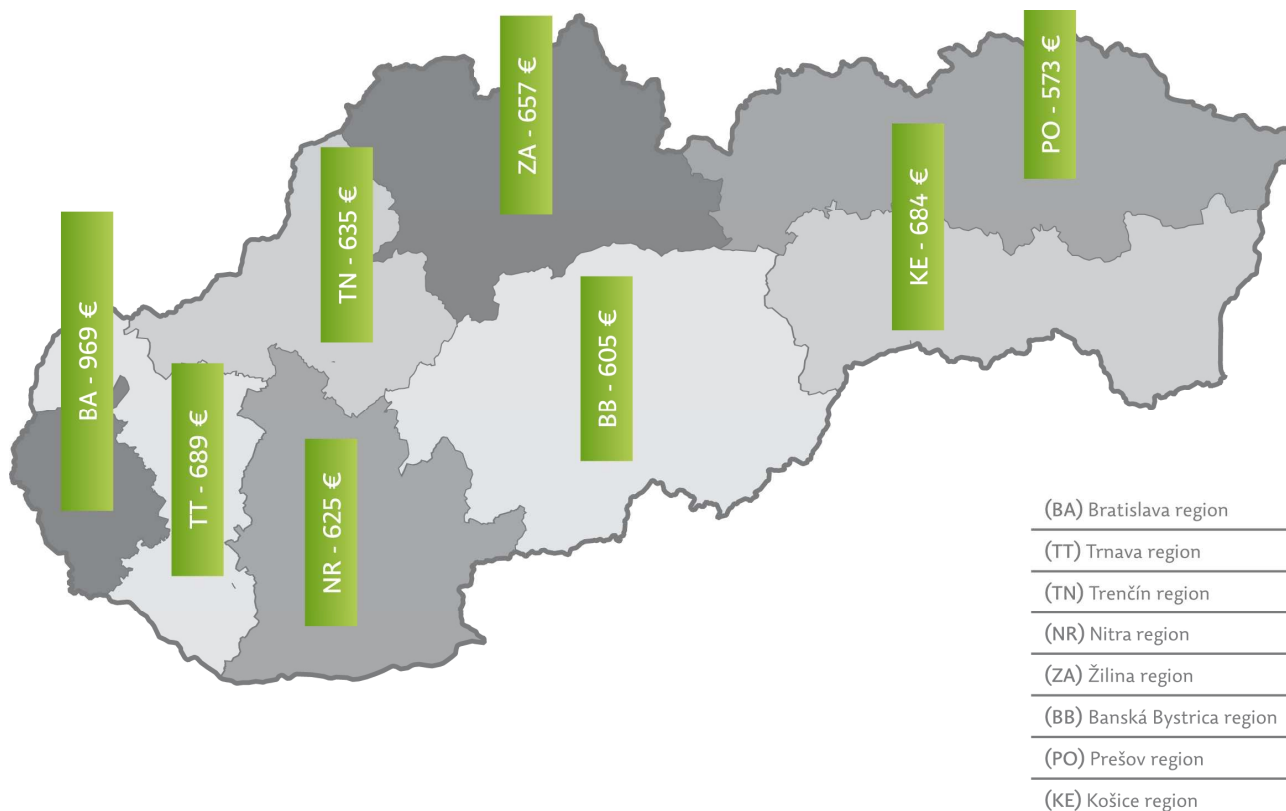 BA - 969 €
TT - 689 €
TN - 635 €
NR - 625 €
ZA - 657 €
BB - 605 €
KE - 684 €
PO - 573 €
(BA) Bratislava region
(TT) Trnava region
(TN) Trenčín region
(NR) Nitra region
(ZA) Žilina region
(BB) Banská Bystrica region
(PO) Prešov region
(KE) Košice region